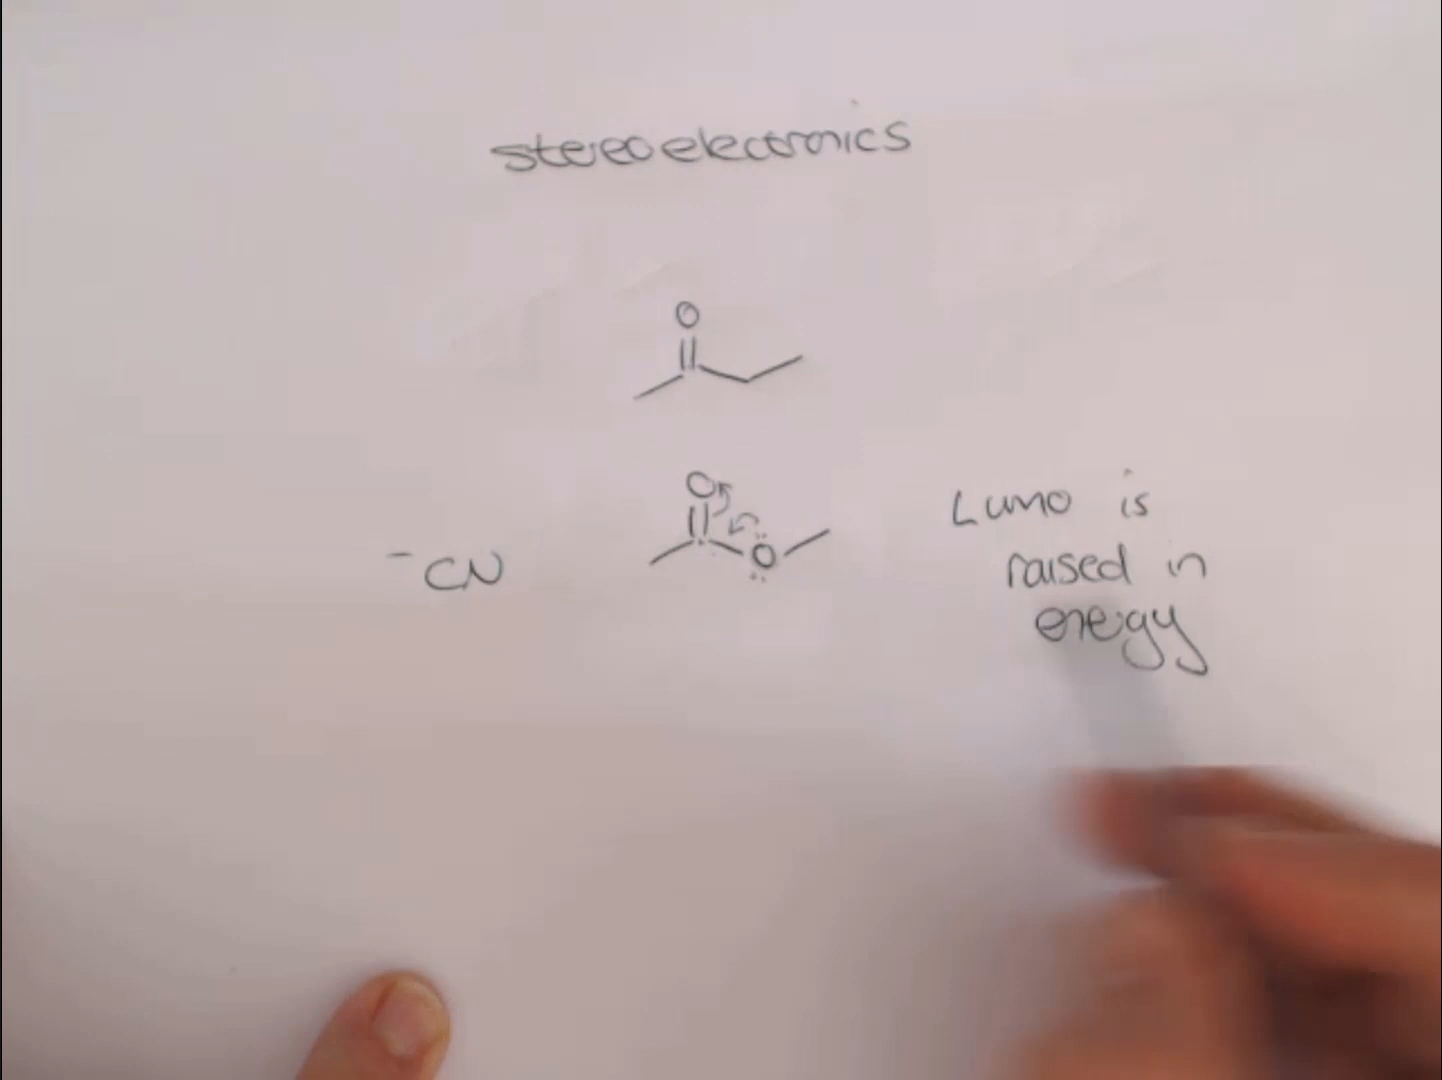 stereoelectronics
O
O
O
-CN
Lumo is
raised in
energy